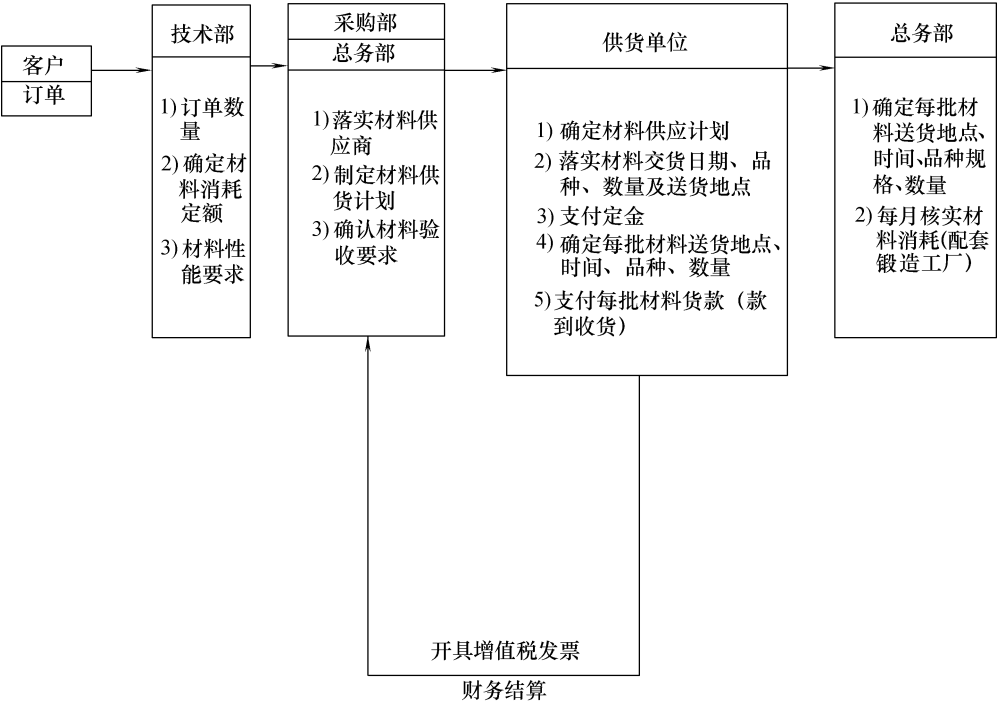 客户
订单
技术部
1)订单数
量
2)确定材
料消耗
定额
3)材料性
能要求
采购部
总务部
1)落实材料供
应商
2)制定材料供
货计划
3)确认材料验
收要求
供货单位
1)确定材料供应计划
2)落实材料交货日期、品
种、数量及送货地点
3)支付定金
4)确定每批材料送货地点、
时间、品种、数量
5)支付每批材料货款（款
到收货）
总务部
1)确定每批材
料送货地点、
时间、品种规
格、数量
2)每月核实材
料消耗(配套
锻造工厂)
开具增值税发票
财务结算